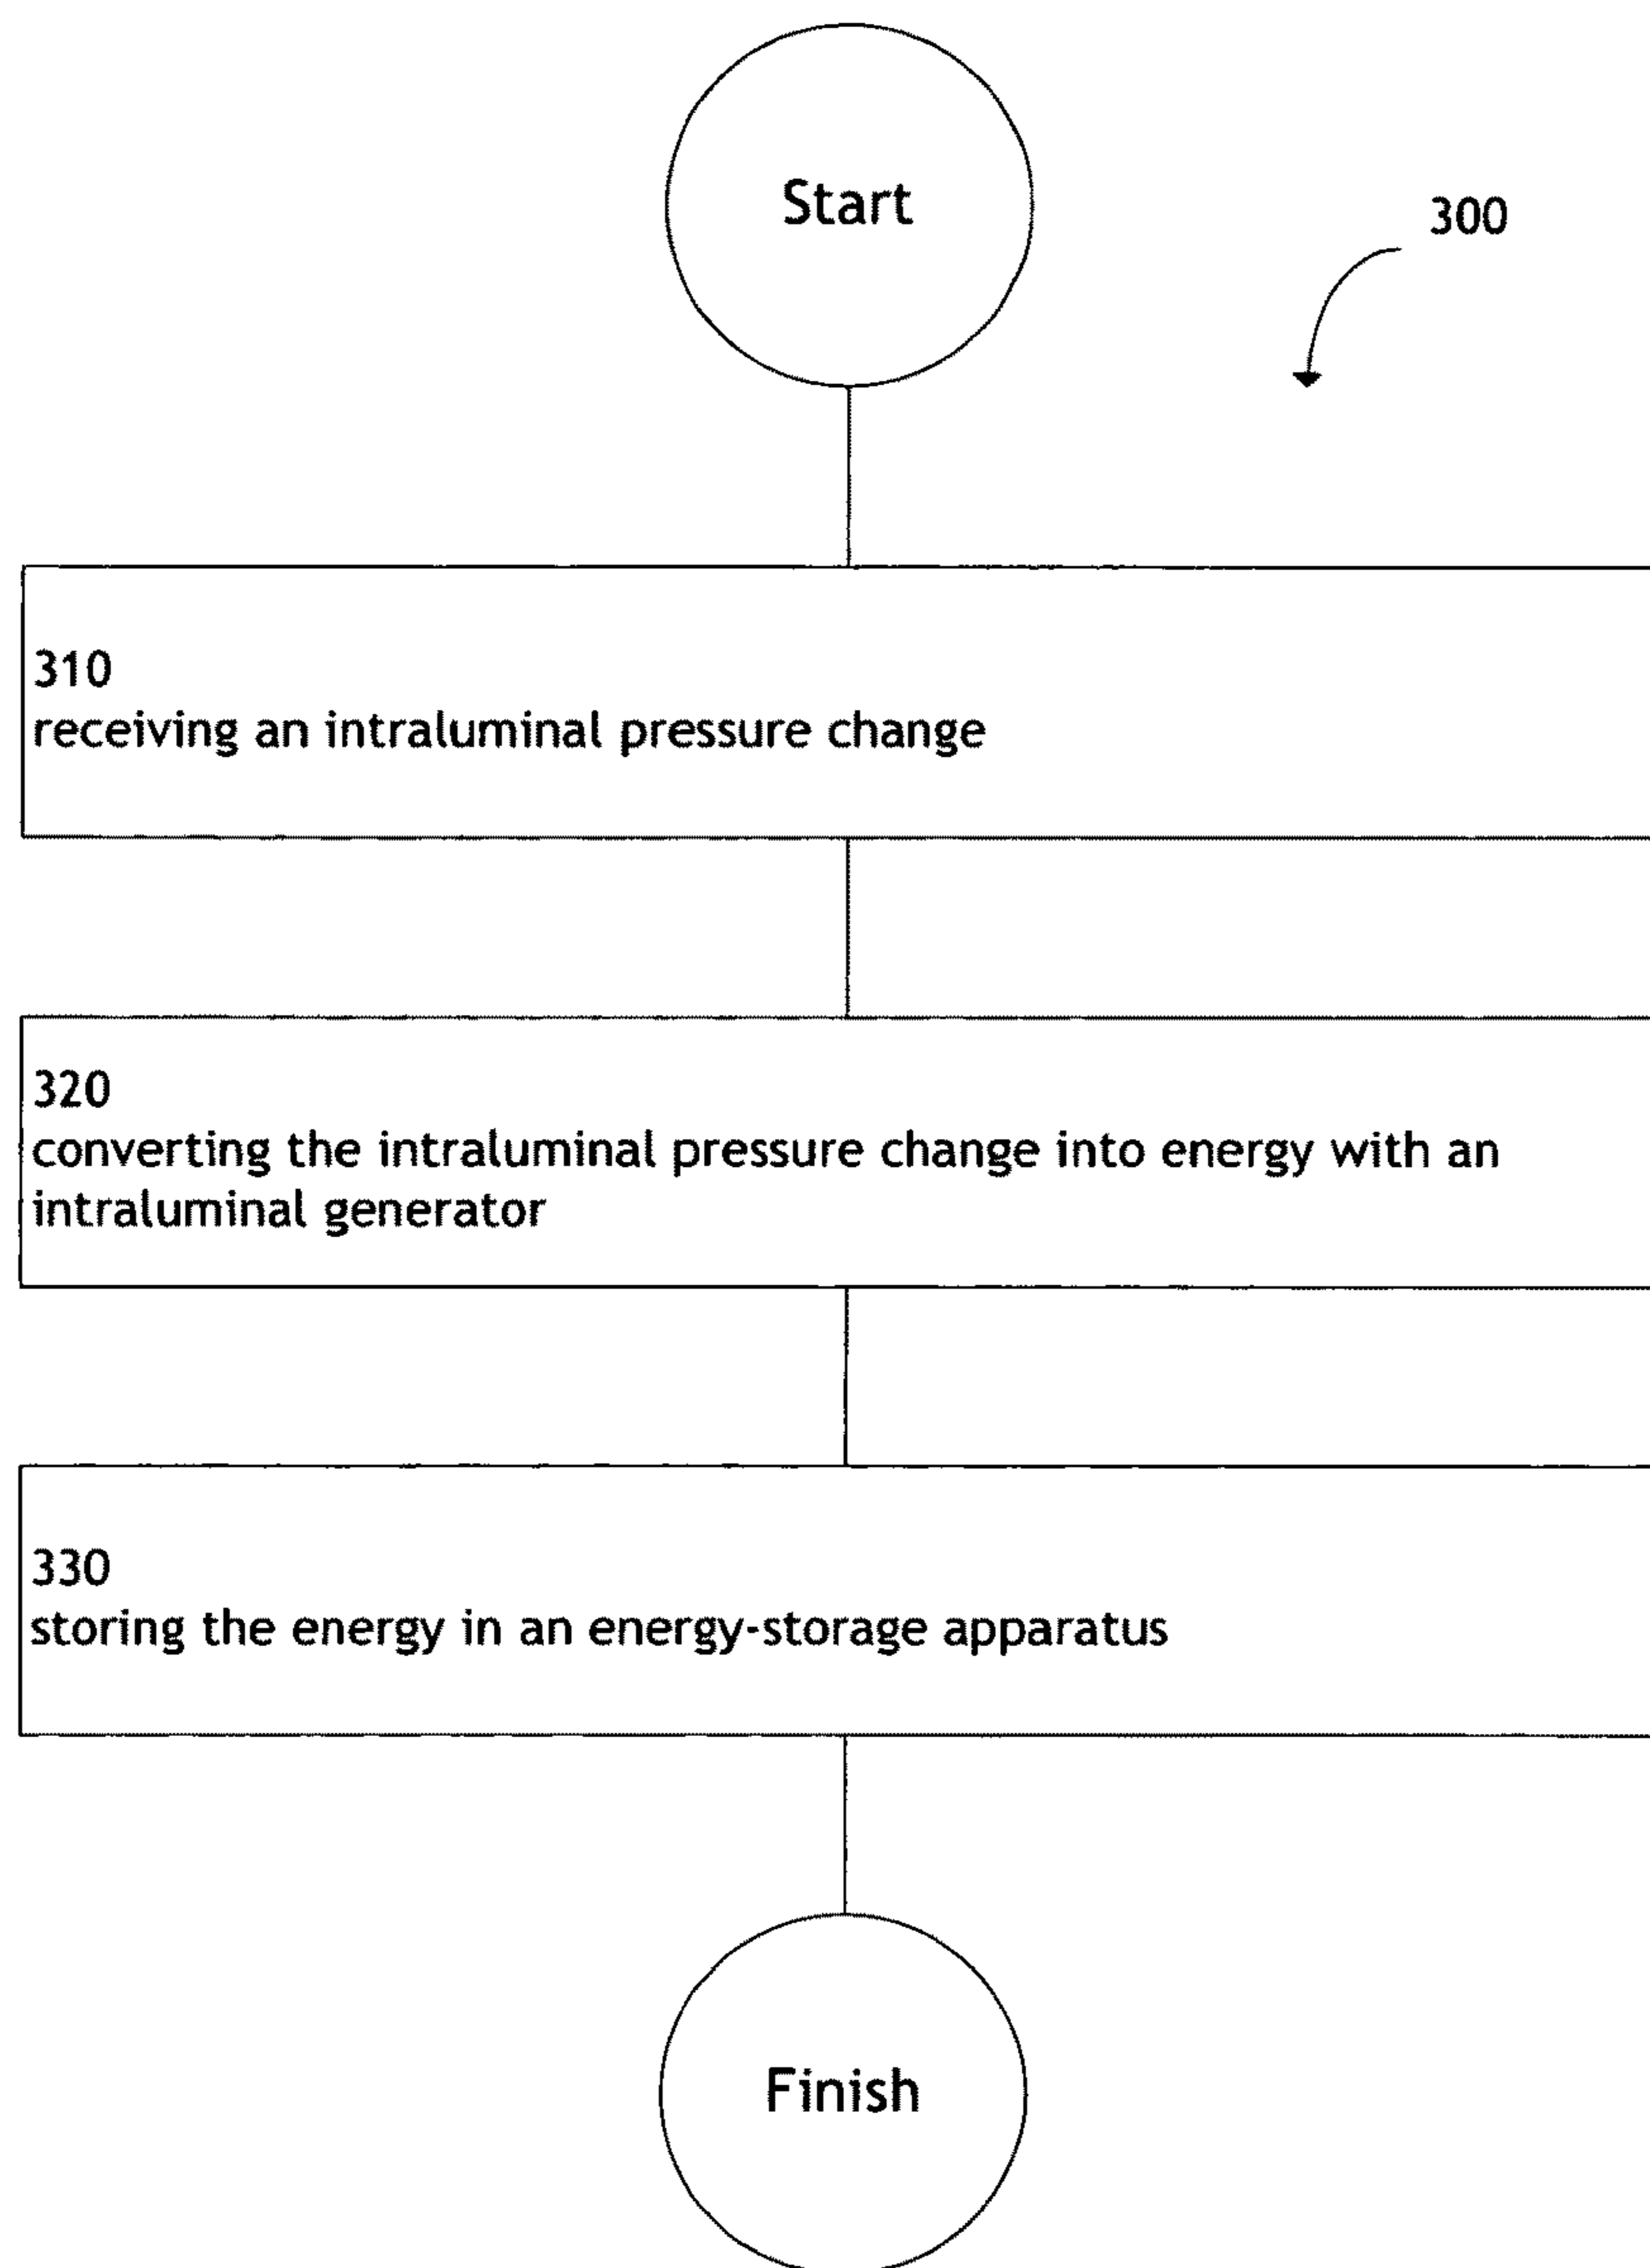 Start
300
310
receiving an intraluminal pressure change
320
converting the intraluminal pressure change into energy with an
intraluminal generator
330
storing the energy in an energy-storage apparatus
Finish